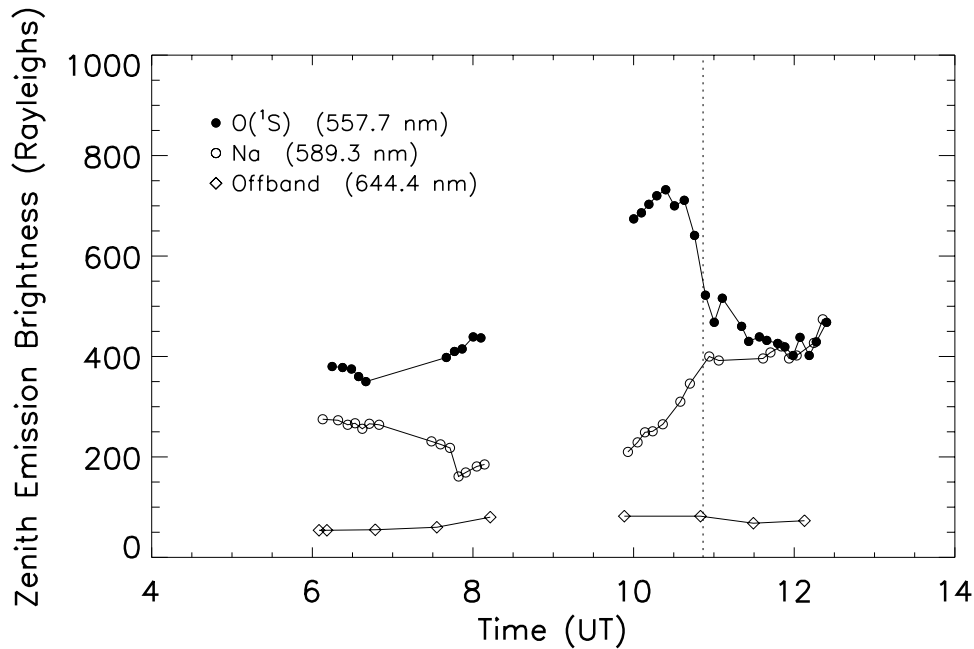 Zenith Emission Brightness (Rayleighs)
1000
800
600
400
200
0
O(¹S) (557.7 nm)
Na (589.3 nm)
Offband (644.4 nm)
4 6 8 10 12 14
Time (UT)